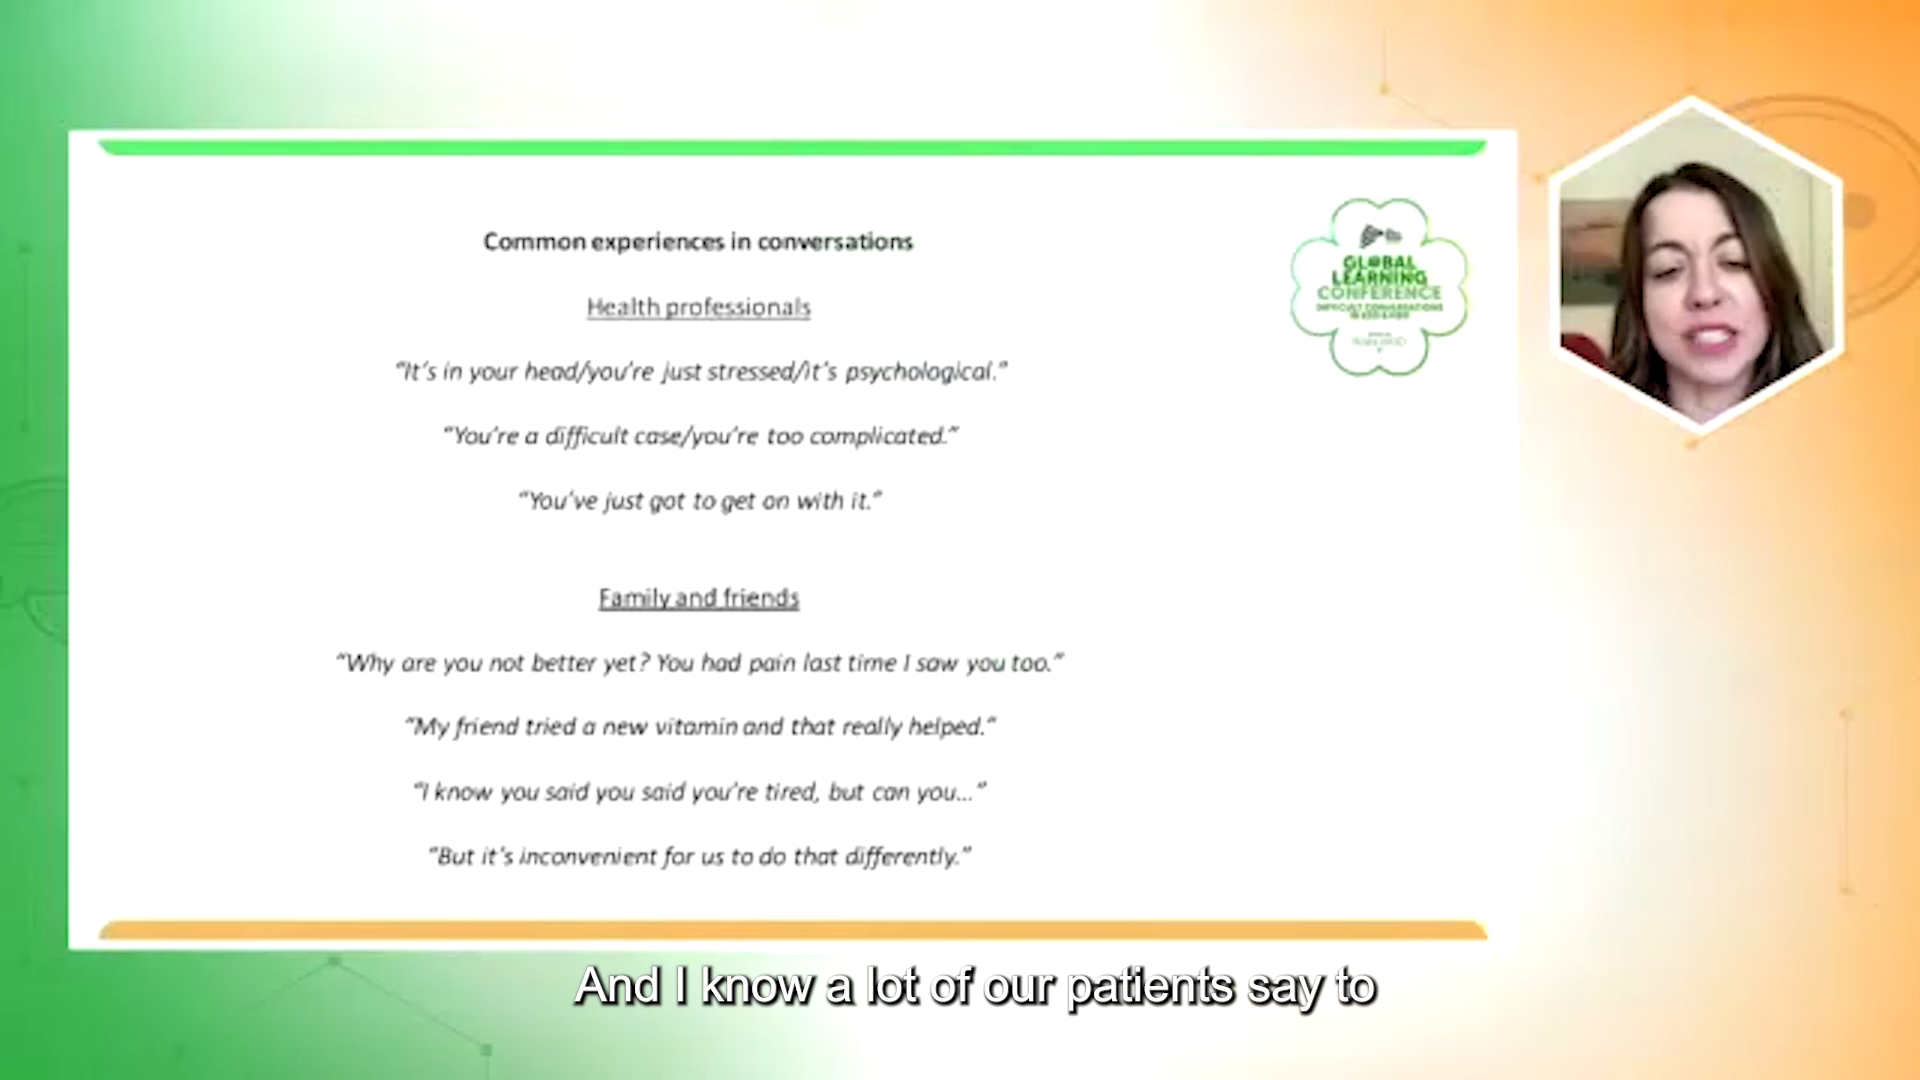 Common experiences in conversations
Health professionals
“It’s in your head/you’re just stressed/it’s psychological.”
“You’re a difficult case/you’re too complicated.”
“You’ve just got to get on with it.”
Family and friends
“Why are you not better yet? You had pain last time I saw you too.”
“My friend tried a new vitamin and that really helped.”
“I know you said you said you’re tired, but can you...”
“But it’s inconvenient for us to do that differently.”
GLOBAL
LEARNING
CONFERENCE
DIFFICULT CONVERSATIONS
And I know a lot of our patients say to